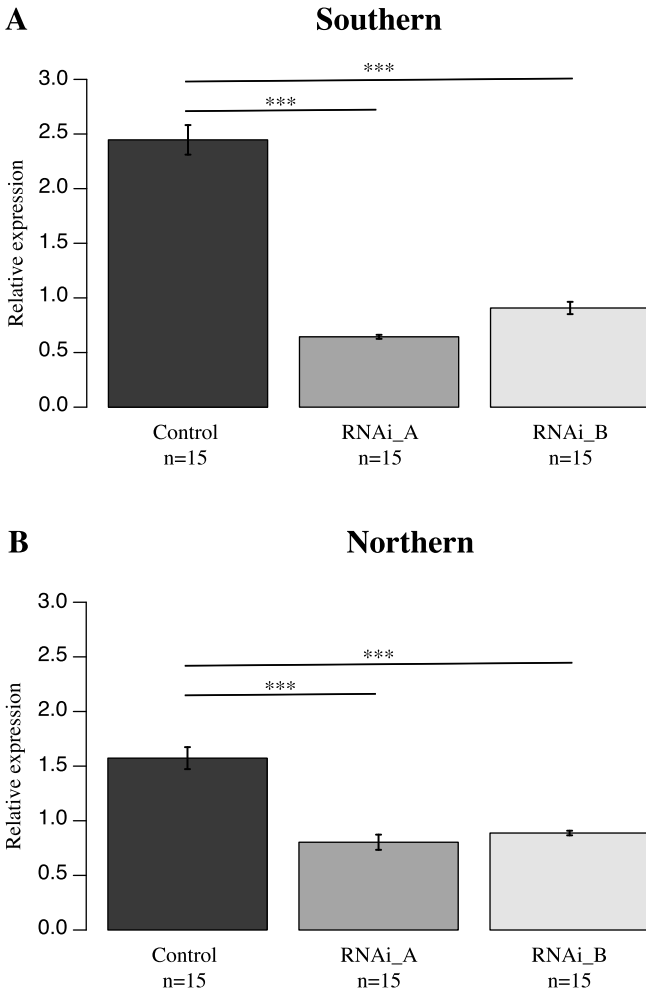 A
Southern
3.0
2.5
2.0
1.5
1.0
0.5
0.0
Relative expression
***
***
Control
RNAi_A
RNAi_B
n=15
n=15
n=15
B
Northern
3.0
2.5
2.0
1.5
1.0
0.5
0.0
Relative expression
***
***
Control
RNAi_A
RNAi_B
n=15
n=15
n=15